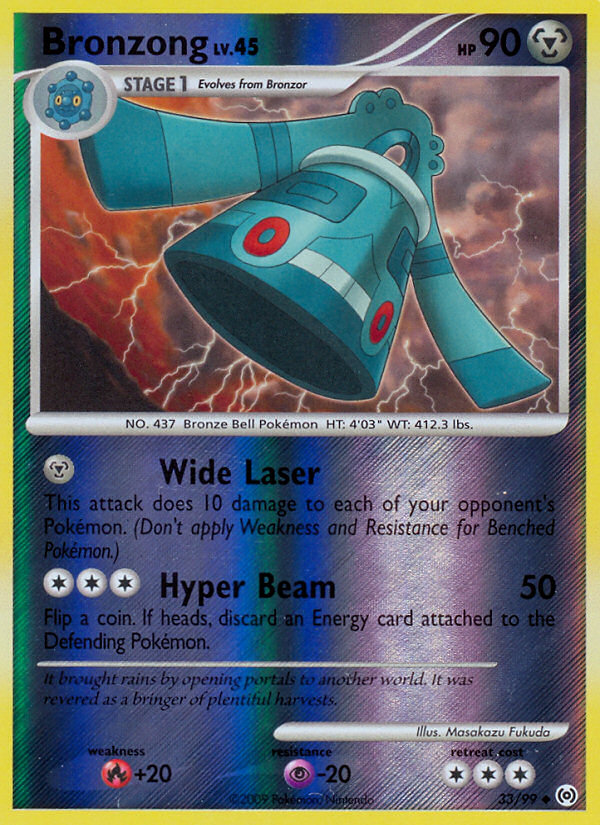 Bronzong LV.45 HP 90
STAGE 1 Evolves from Bronzor
NO. 437 Bronze Bell Pokémon HT: 4'03" WT: 412.3 lbs.
Wide Laser
This attack does 10 damage to each of your opponent's
Pokémon. (Don't apply Weakness and Resistance for Benched
Pokémon.)
Hyper Beam 50
Flip a coin. If heads, discard an Energy card attached to the
Defending Pokémon.
It brought rains by opening portals to another world. It was
revered as a bringer of plentiful harvests.
Illus. Masakazu Fukuda
weakness resistance retreat cost
+20 -20
©2009 Pokémon/Nintendo 33/99